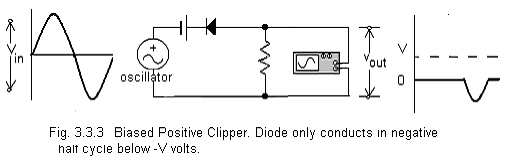 V
in
oscillator
V
out
V
0
Fig. 3.3.3 Biased Positive Clipper. Diode only conducts in negative
half cycle below -V volts.